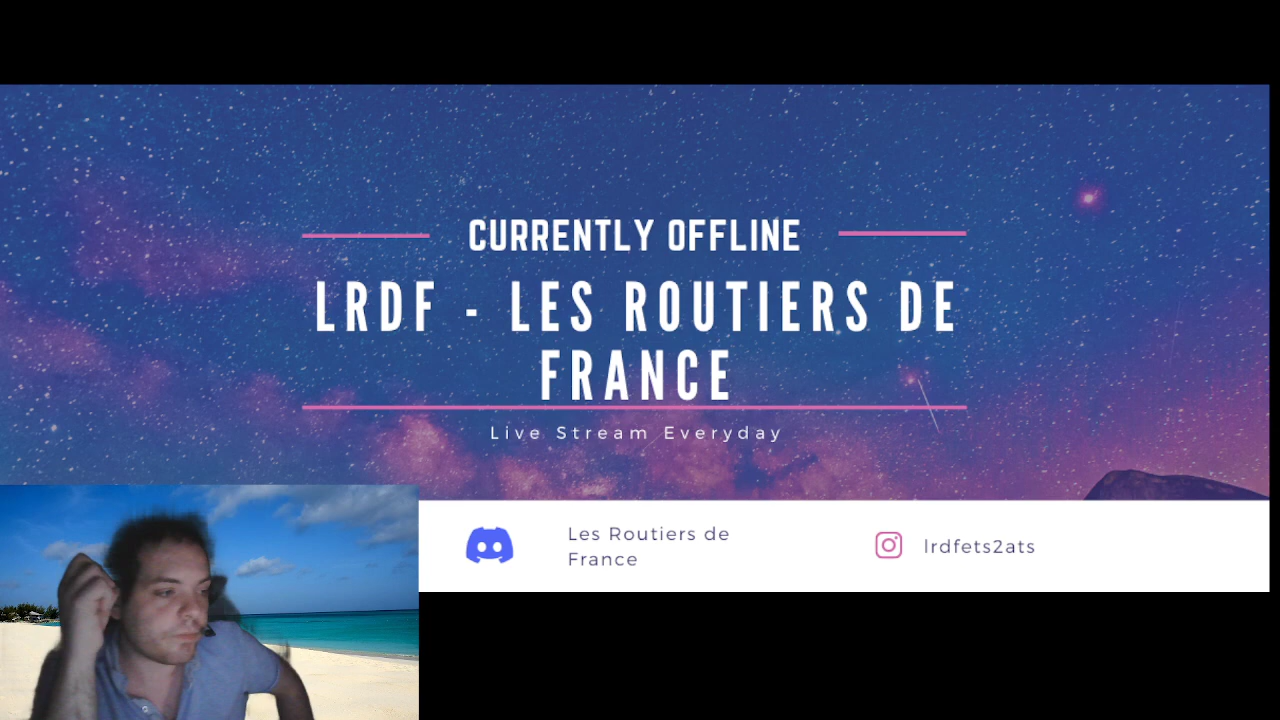 CURRENTLY OFFLINE
LRDF - LES ROUTIERS DE
FRANCE
Live Stream Everyday
Les Routiers de
France
lrdfets2ats